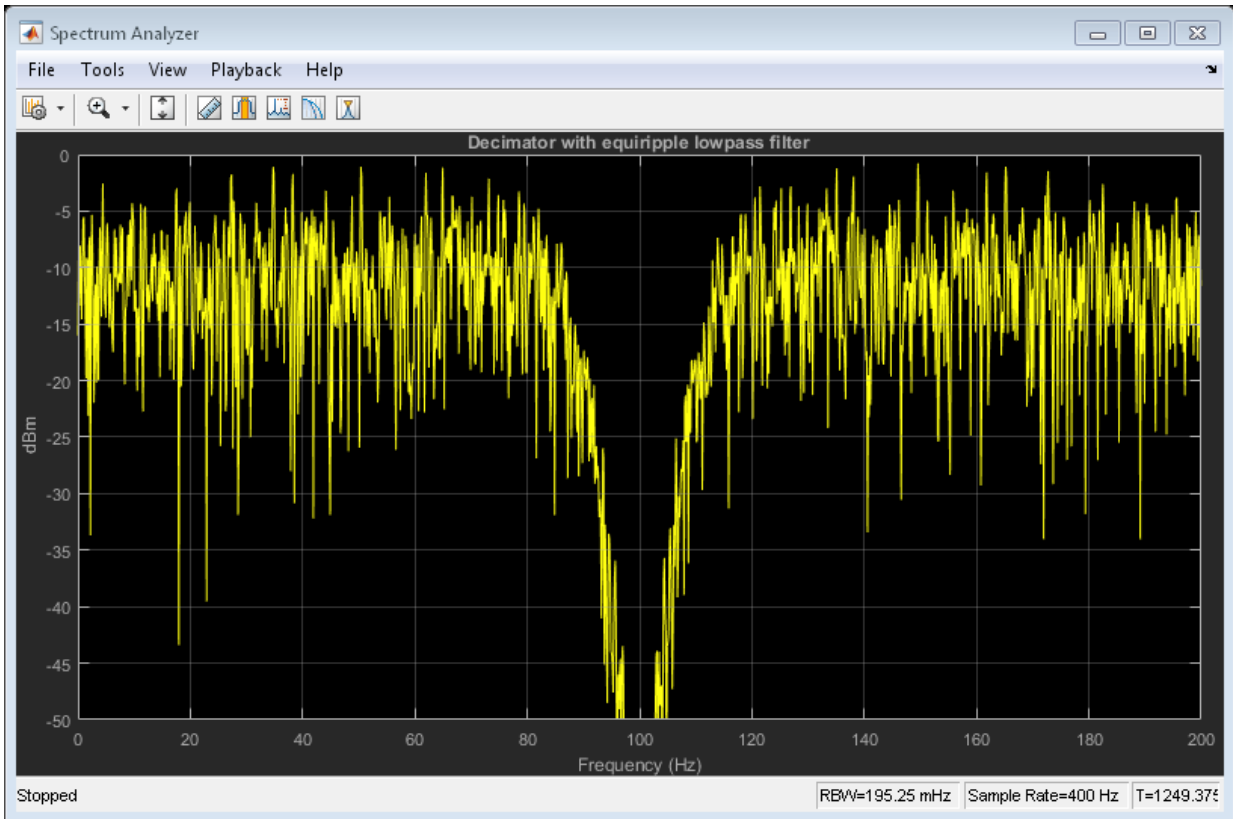 Spectrum Analyzer
File Tools View Playback Help
Decimator with equiripple lowpass filter
0
-5
-10
-15
-20
-25
-30
-35
-40
-45
-50
dBm
0 20 40 60 80 100 120 140 160 180 200
Frequency (Hz)
Stopped RBW=195.25 mHz Sample Rate=400 Hz T=1249.375